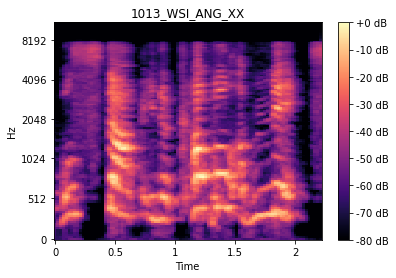 1013_WSI_ANG_XX
Hz
8192
4096
2048
1024
512
0
0
0.5
1
1.5
2
Time
+0 dB
-10 dB
-20 dB
-30 dB
-40 dB
-50 dB
-60 dB
-70 dB
-80 dB